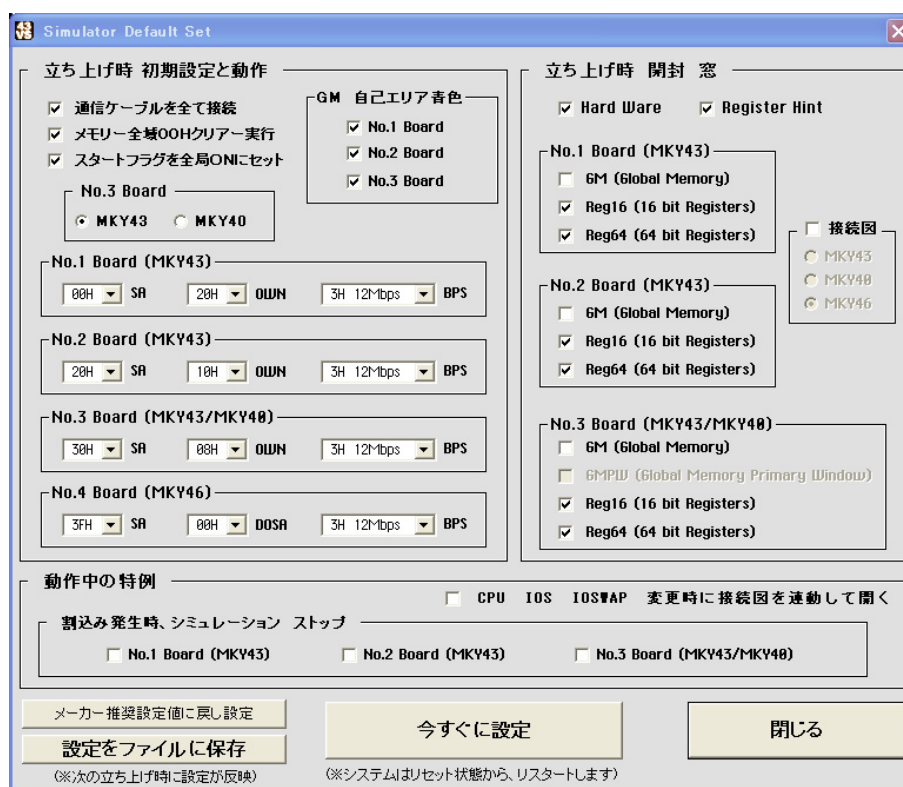 Simulator Default Set
立ち上げ時 初期設定と動作
通信ケーブルを全て接続
メモリー全域00Hクリアー実行
スタートフラグを全局ONにセット
GM 自己エリア青色
No.1 Board
No.2 Board
No.3 Board
No.3 Board
MKY43 MKY40
No.1 Board (MKY43)
00H SA 20H OWN 3H 12Mbps BPS
No.2 Board (MKY43)
20H SA 10H OWN 3H 12Mbps BPS
No.3 Board (MKY43/MKY40)
30H SA 08H OWN 3H 12Mbps BPS
No.4 Board (MKY46)
3FH SA 00H DOSA 3H 12Mbps BPS
立ち上げ時 開封 窓
Hard Ware Register Hint
No.1 Board (MKY43)
GM (Global Memory)
Reg16 (16 bit Registers)
Reg64 (64 bit Registers)
No.2 Board (MKY43)
GM (Global Memory)
Reg16 (16 bit Registers)
Reg64 (64 bit Registers)
接続図
MKY43
MKY40
MKY46
No.3 Board (MKY43/MKY40)
GM (Global Memory)
GMPW (Global Memory Primary Window)
Reg16 (16 bit Registers)
Reg64 (64 bit Registers)
動作中の特例
CPU IOS IOSWAP 変更時に接続図を連動して開く
割込み発生時、シミュレーション ストップ
No.1 Board (MKY43) No.2 Board (MKY43) No.3 Board (MKY43/MKY40)
メーカー推奨設定値に戻し設定
設定をファイルに保存
(※次の立ち上げ時に設定が反映)
今すぐに設定
(※システムはリセット状態から、リスタートします)
閉じる